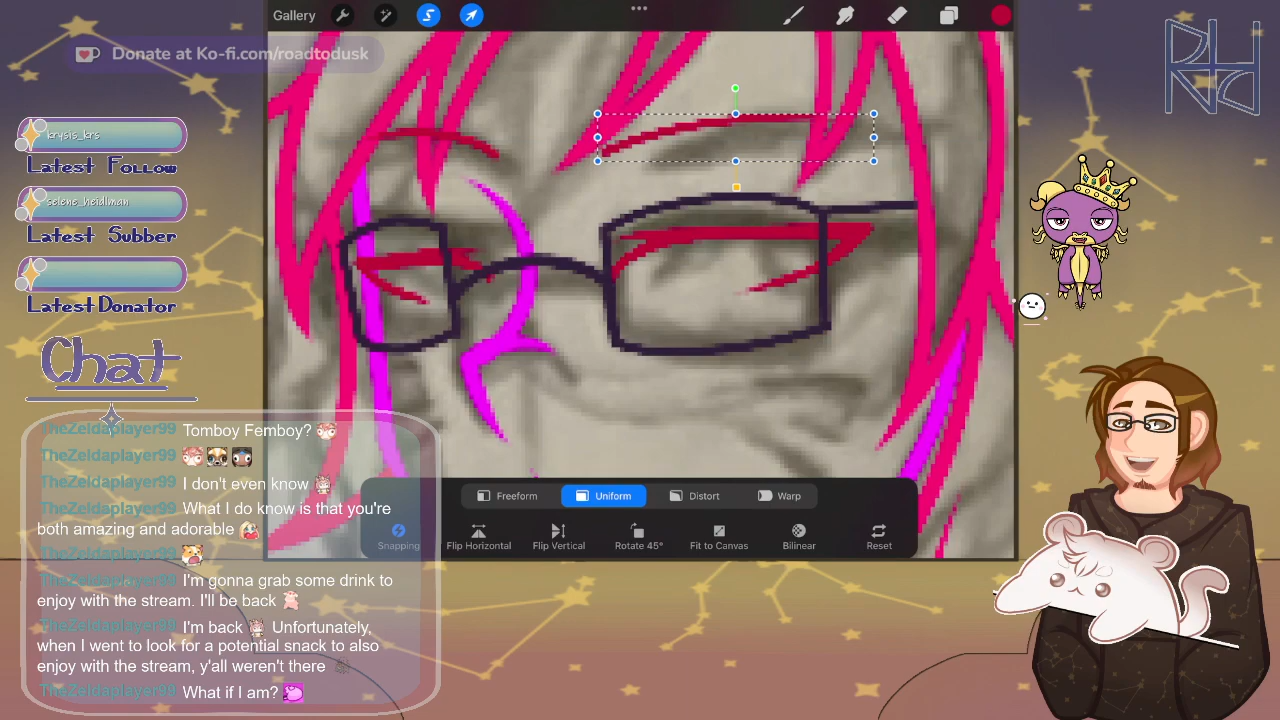 Gallery
S
Donate at Ko-fi.com/roadtodusk
RtD
krysis_krs
Latest Follow
selene_heidlman
Latest Subber
Latest Donator
Chat
TheZeldaplayer99 Tomboy Femboy?
TheZeldaplayer99
TheZeldaplayer99 I don't even know
TheZeldaplayer99 What I do know is that you're
both amazing and adorable
TheZeldaplayer99
TheZeldaplayer99 I'm gonna grab some drink to
enjoy with the stream. I'll be back
TheZeldaplayer99 I'm back Unfortunately,
when I went to look for a potential snack to also
enjoy with the stream, y'all weren't there
TheZeldaplayer99 What if I am?
Freeform Uniform Distort Warp
Snapping Flip Horizontal Flip Vertical Rotate 45° Fit to Canvas Bilinear Reset